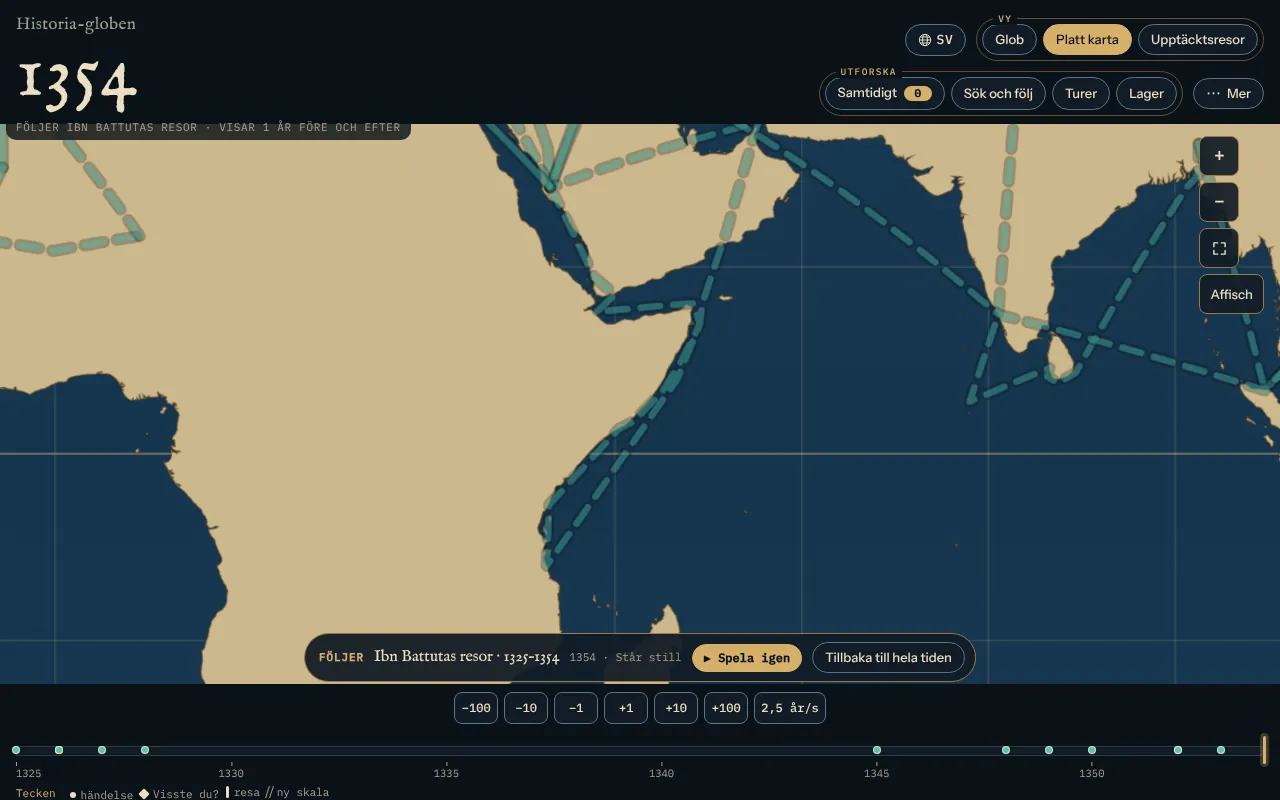 Historia-globen
1354
FÖLJER IBN BATTUTAS RESOR · VISAR 1 ÅR FÖRE OCH EFTER
SV
VY
Glob
Platt karta
Upptäcktsresor
UTFORSKA
Samtidigt 0
Sök och följ
Turer
Lager
··· Mer
+
−
Affisch
FÖLJER Ibn Battutas resor · 1325–1354 1354 · Står still ▶ Spela igen Tillbaka till hela tiden
−100 −10 −1 +1 +10 +100 2,5 år/s
1325 1330 1335 1340 1345 1350
Tecken händelse Visste du? resa // ny skala